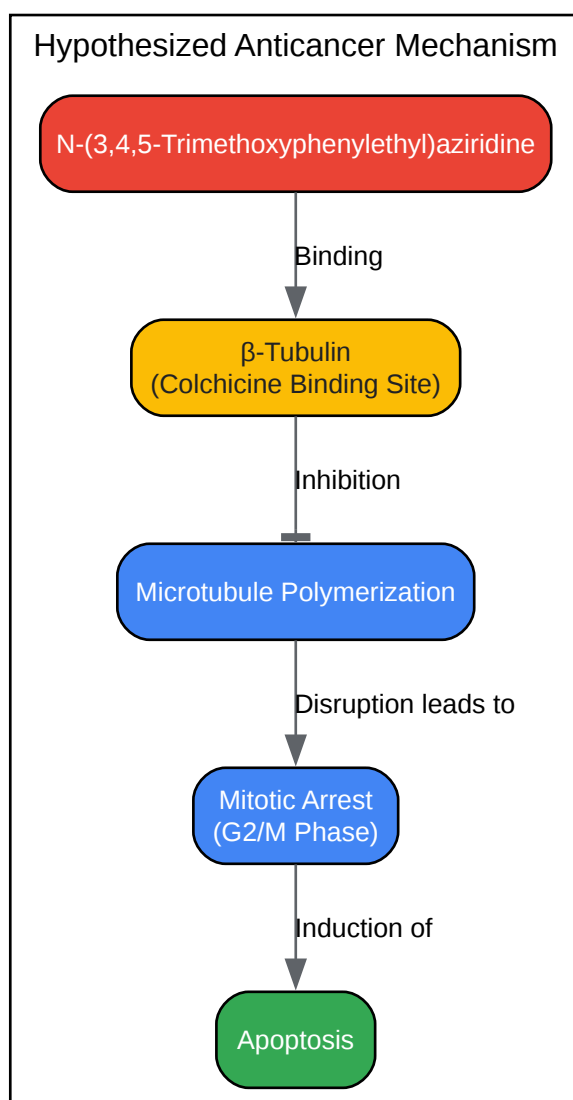 Hypothesized Anticancer Mechanism
N-(3,4,5-Trimethoxyphenylethyl)aziridine
Binding
β-Tubulin
(Colchicine Binding Site)
Inhibition
Microtubule Polymerization
Disruption leads to
Mitotic Arrest
(G2/M Phase)
Induction of
Apoptosis